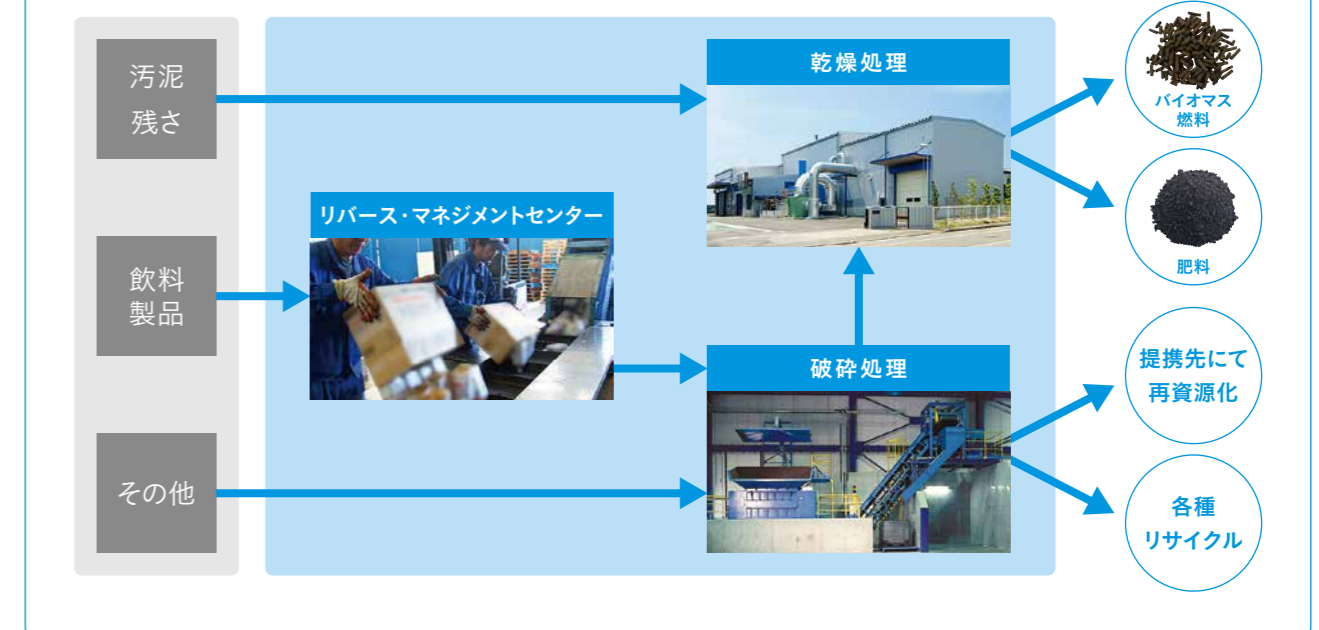 汚泥
残さ
飲料
製品
その他
リバース・マネジメントセンター
乾燥処理
破砕処理
バイオマス
燃料
肥料
提携先にて
再資源化
各種
リサイクル